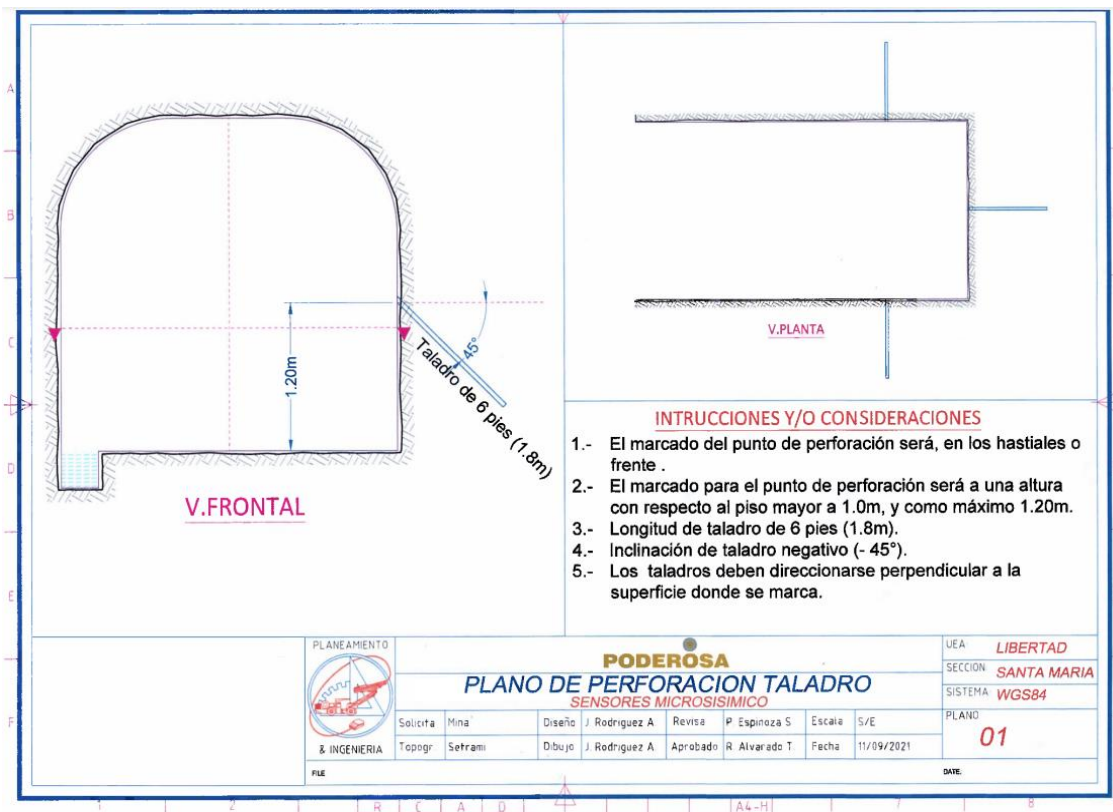 A
B
C
D
E
F
1.20m
45°
Taladro de 6 pies (1.8m)
V.FRONTAL
V.PLANTA
INTRUCCIONES Y/O CONSIDERACIONES
1.- El marcado del punto de perforación será, en los hastiales o
frente .
2.- El marcado para el punto de perforación será a una altura
con respecto al piso mayor a 1.0m, y como máximo 1.20m.
3.- Longitud de taladro de 6 pies (1.8m).
4.- Inclinación de taladro negativo (- 45°).
5.- Los taladros deben direccionarse perpendicular a la
superficie donde se marca.
PLANEAMIENTO
& INGENIERIA
PODEROSA
PLANO DE PERFORACION TALADRO
SENSORES MICROSISIMICO
Solicita Mina Diseño J. Rodriguez A Revisa P Espinoza S Escala S/E
Topogr Setrami Dibujo J. Rodriguez A Aprobado R. Alvarado T. Fecha 11/09/2021
UEA LIBERTAD
SECCION SANTA MARIA
SISTEMA WGS84
PLANO
01
FILE
DATE:
1 2 R C A D A4-H 7 8